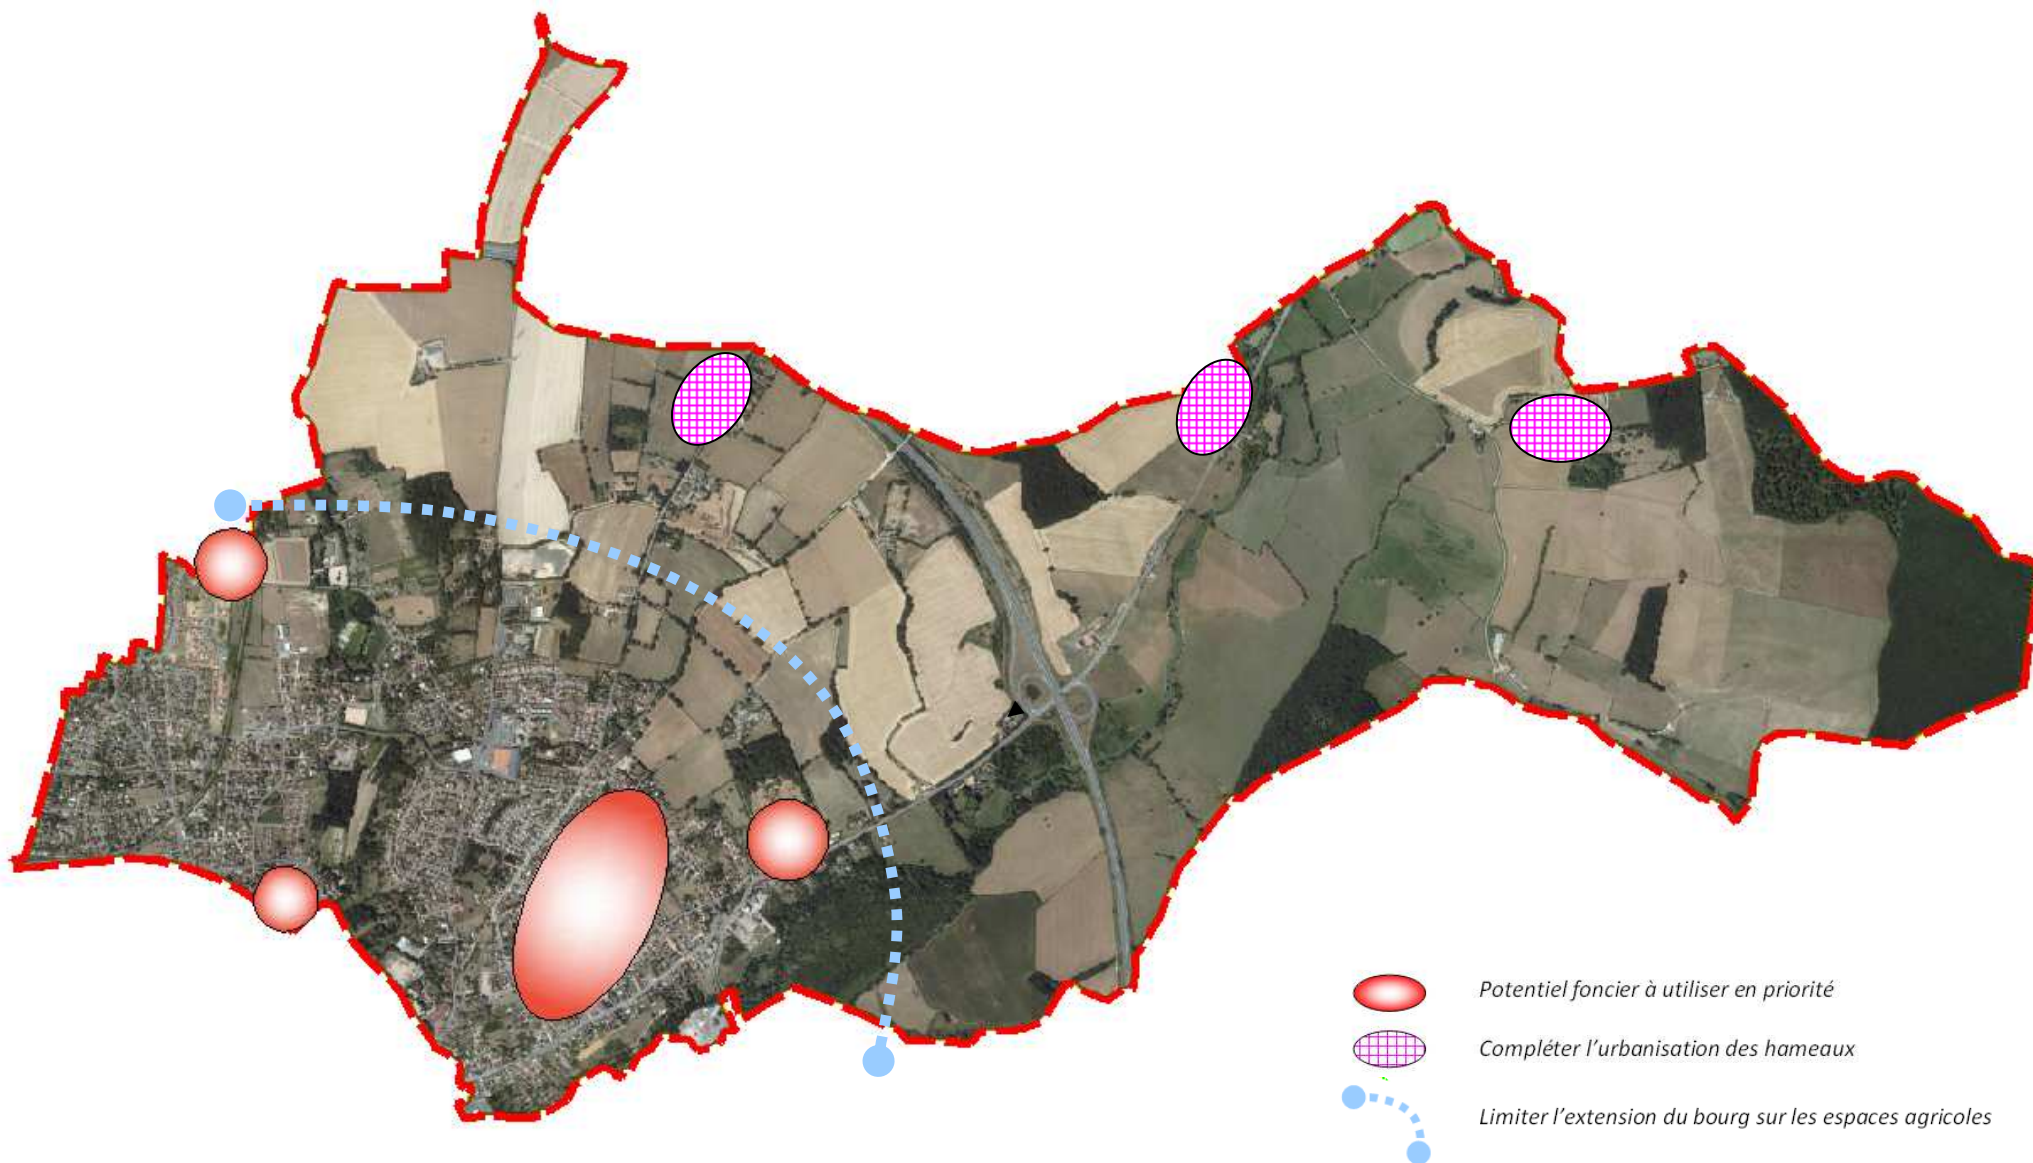 Potentiel foncier à utiliser en priorité
Compléter l’urbanisation des hameaux
Limiter l’extension du bourg sur les espaces agricoles